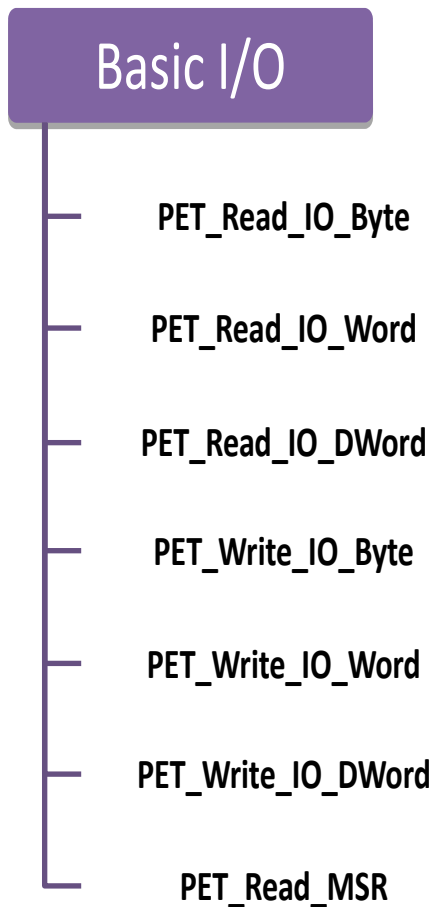 Basic I/O
PET_Read_IO_Byte
PET_Read_IO_Word
PET_Read_IO_DWord
PET_Write_IO_Byte
PET_Write_IO_Word
PET_Write_IO_DWord
PET_Read_MSR